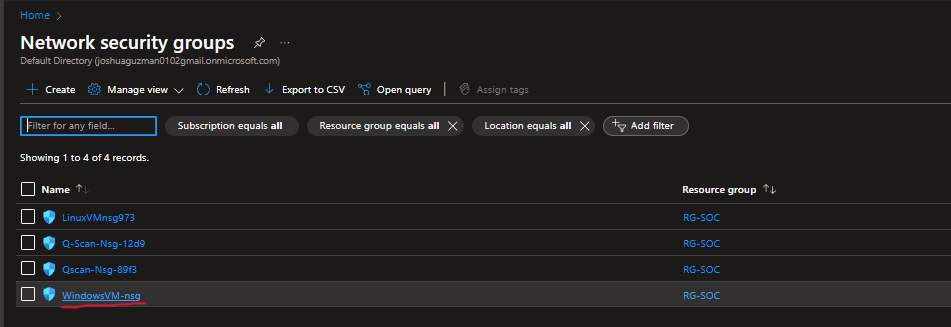 Home >
Network security groups ...
Default Directory (joshuaguzman0102gmail.onmicrosoft.com)
Create Manage view Refresh Export to CSV Open query Assign tags
Filter for any field... Subscription equals all Resource group equals all Location equals all Add filter
Showing 1 to 4 of 4 records.
Name Resource group
LinuxVMnsg973 RG-SOC
Q-Scan-Nsg-12d9 RG-SOC
Qscan-Nsg-89f3 RG-SOC
WindowsVM-nsg RG-SOC